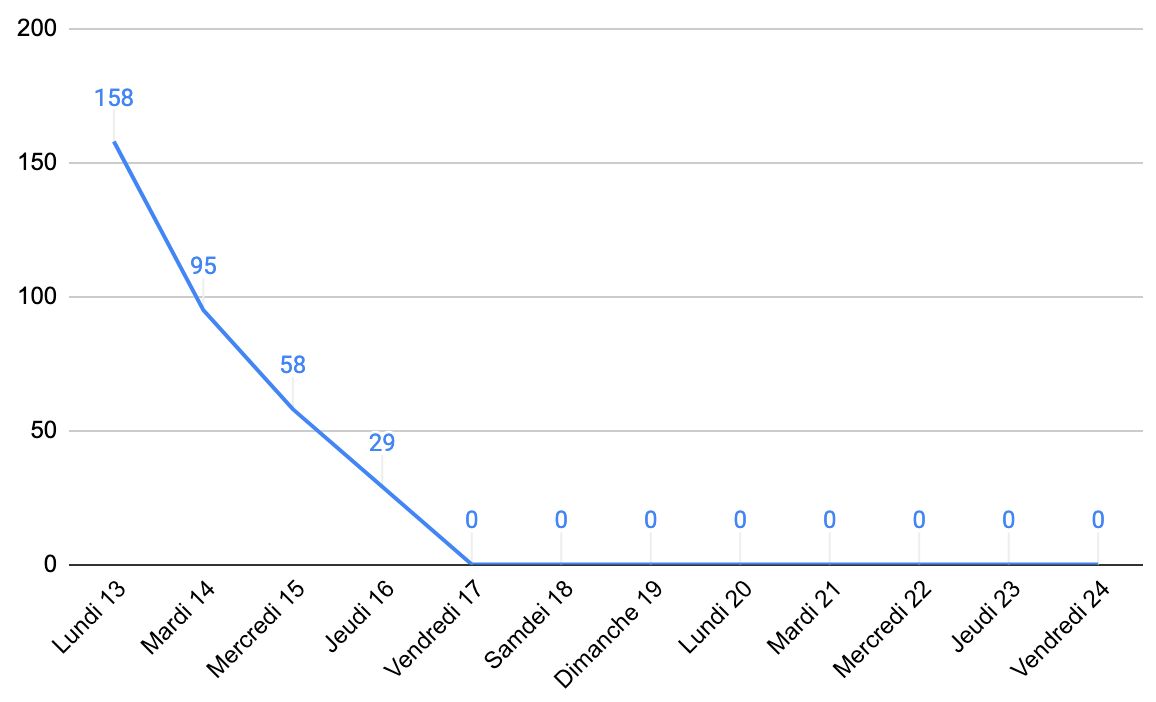 200
158
150
95
100
58
50
29
0 0 0 0 0 0 0 0
0
Lundi 13
Mardi 14
Mercredi 15
Jeudi 16
Vendredi 17
Samdei 18
Dimanche 19
Lundi 20
Mardi 21
Mercredi 22
Jeudi 23
Vendredi 24